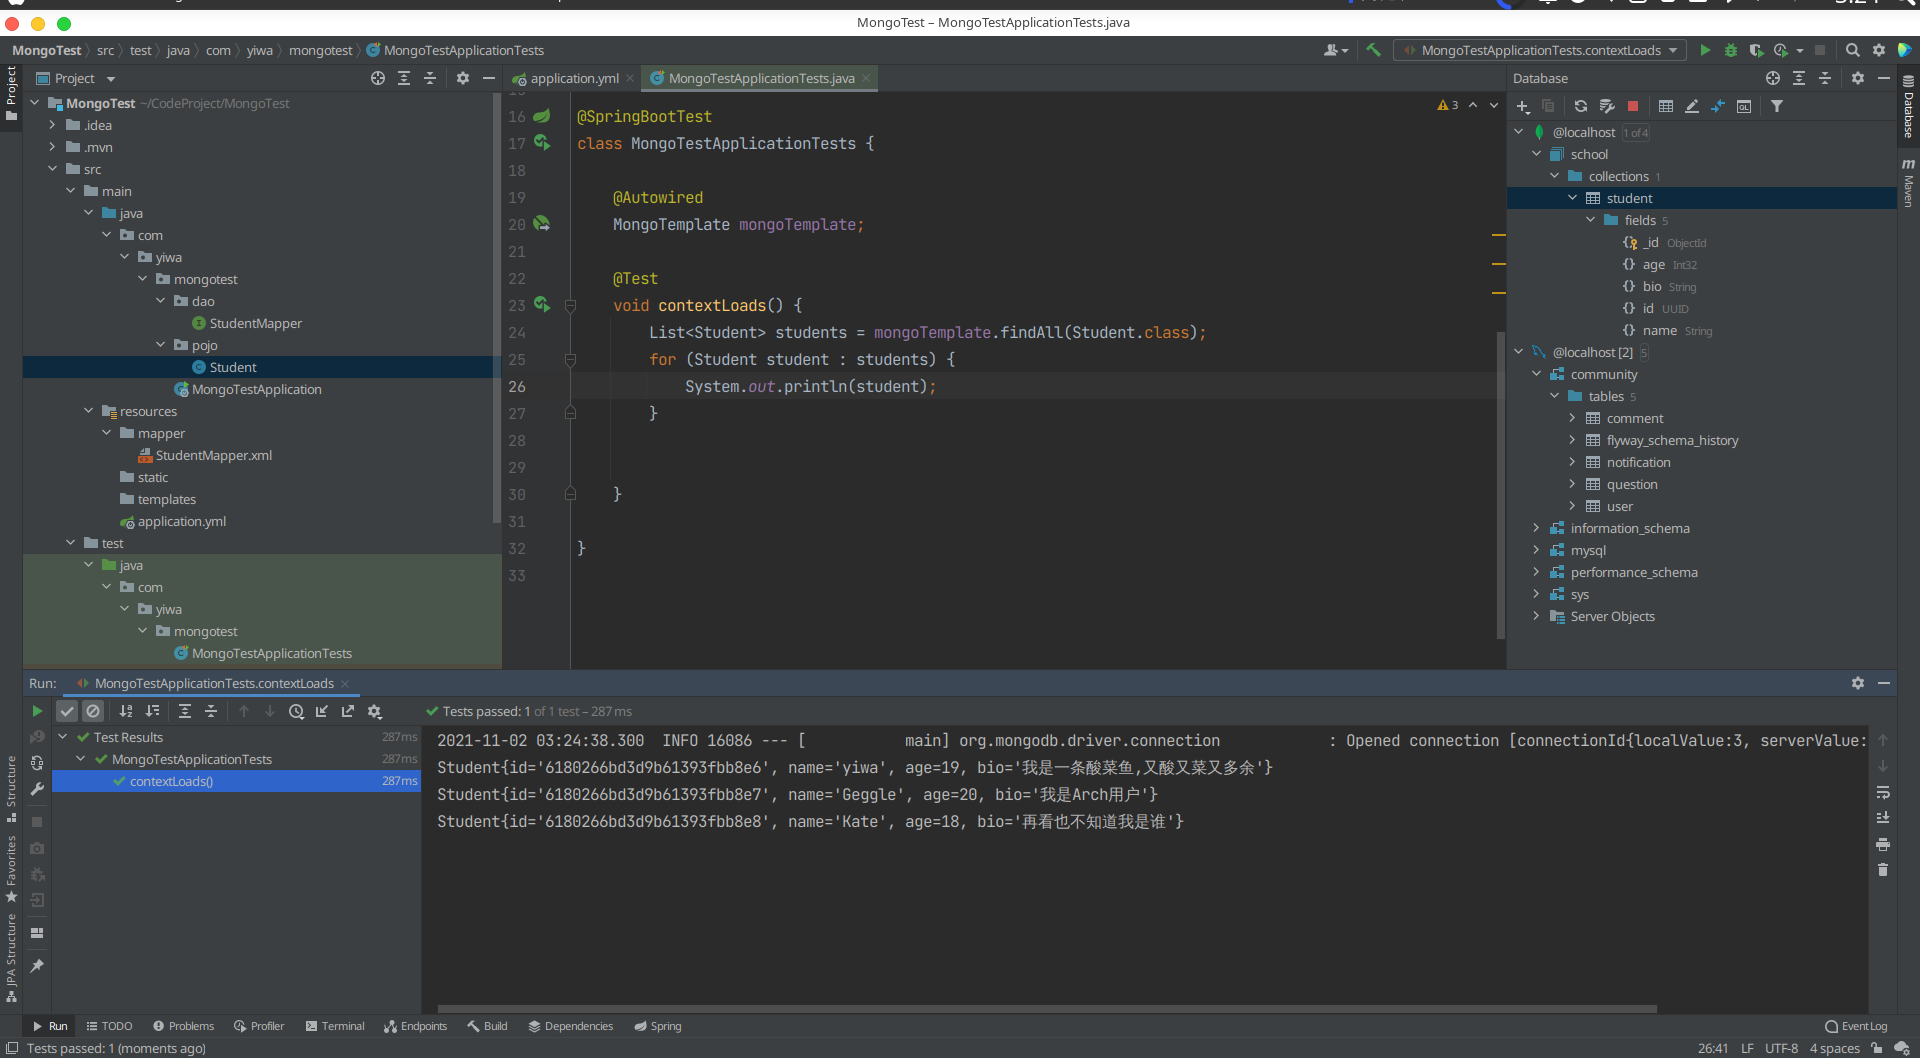 MongoTest – MongoTestApplicationTests.java
MongoTest src test java com yiwa mongotest MongoTestApplicationTests
MongoTestApplicationTests.contextLoads
Project
application.yml
MongoTestApplicationTests.java
Database
MongoTest ~/CodeProject/MongoTest
.idea
.mvn
src
main
java
com
yiwa
mongotest
dao
StudentMapper
pojo
Student
MongoTestApplication
resources
mapper
StudentMapper.xml
static
templates
application.yml
test
java
com
yiwa
mongotest
MongoTestApplicationTests
3
16 @SpringBootTest
17 class MongoTestApplicationTests {
18
19 @Autowired
20 MongoTemplate mongoTemplate;
21
22 @Test
23 void contextLoads() {
24 List<Student> students = mongoTemplate.findAll(Student.class);
25 for (Student student : students) {
26 System.out.println(student);
27 }
28
29
30 }
31
32 }
33
@localhost 1 of 4
school
collections 1
student
fields 5
_id ObjectId
age Int32
bio String
id UUID
name String
@localhost [2] 5
community
tables 5
comment
flyway_schema_history
notification
question
user
information_schema
mysql
performance_schema
sys
Server Objects
Project
Database
Maven
Structure
Favorites
JPA Structure
Run: MongoTestApplicationTests.contextLoads
Tests passed: 1 of 1 test – 287 ms
Test Results 287 ms
MongoTestApplicationTests 287 ms
contextLoads() 287 ms
2021-11-02 03:24:38.300 INFO 16086 --- [ main] org.mongodb.driver.connection : Opened connection [connectionId{localValue:3, serverValue:
Student{id='6180266bd3d9b61393fbb8e6', name='yiwa', age=19, bio='我是一条酸菜鱼,又酸又菜又多余'}
Student{id='6180266bd3d9b61393fbb8e7', name='Geggle', age=20, bio='我是Arch用户'}
Student{id='6180266bd3d9b61393fbb8e8', name='Kate', age=18, bio='再看也不知道我是谁'}
Run TODO Problems Profiler Terminal Endpoints Build Dependencies Spring Event Log
Tests passed: 1 (moments ago) 26:41 LF UTF-8 4 spaces